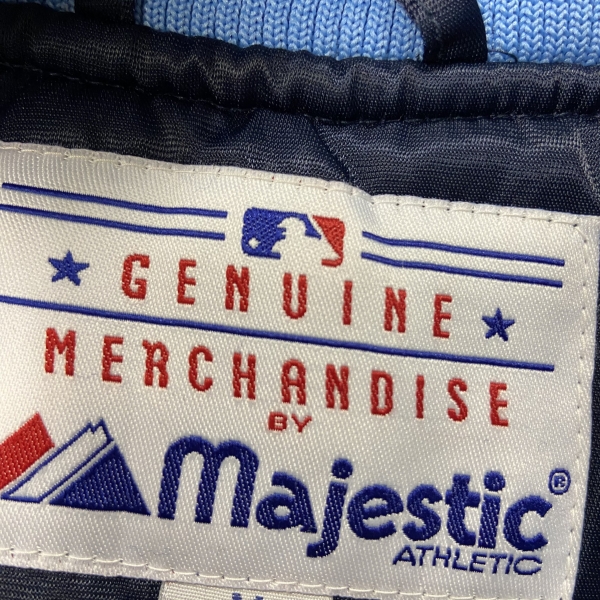 GENUINE
MERCHANDISE
BY
Majestic®
ATHLETIC